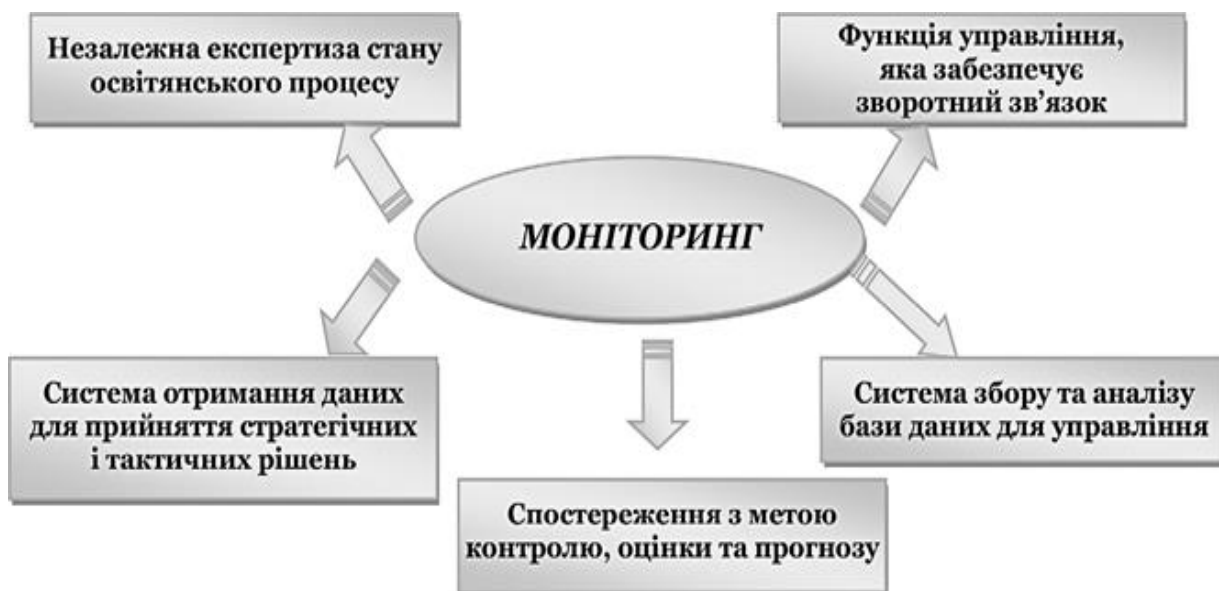 Незалежна експертиза стану
освітянського процесу
Функція управління,
яка забезпечує
зворотний зв’язок
МОНІТОРИНГ
Система отримання даних
для прийняття стратегічних
і тактичних рішень
Система збору та аналізу
бази даних для управління
Спостереження з метою
контролю, оцінки та прогнозу